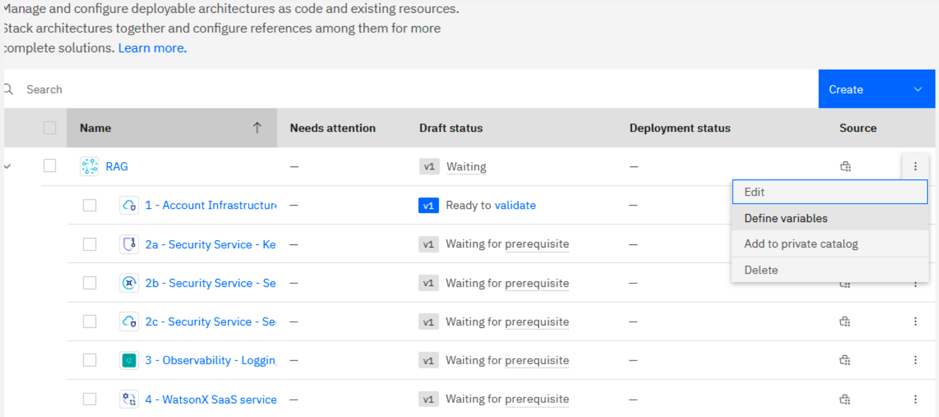 Manage and configure deployable architectures as code and existing resources.
Stack architectures together and configure references among them for more
complete solutions. Learn more.
Search
Create
Name Needs attention Draft status Deployment status Source
RAG — v1 Waiting —
Edit
1 - Account Infrastructure — v1 Ready to validate —
Define variables
2a - Security Service - Ke — v1 Waiting for prerequisite —
Add to private catalog
Delete
2b - Security Service - Se — v1 Waiting for prerequisite —
2c - Security Service - Se — v1 Waiting for prerequisite —
3 - Observability - Loggin — v1 Waiting for prerequisite —
4 - WatsonX SaaS service — v1 Waiting for prerequisite —